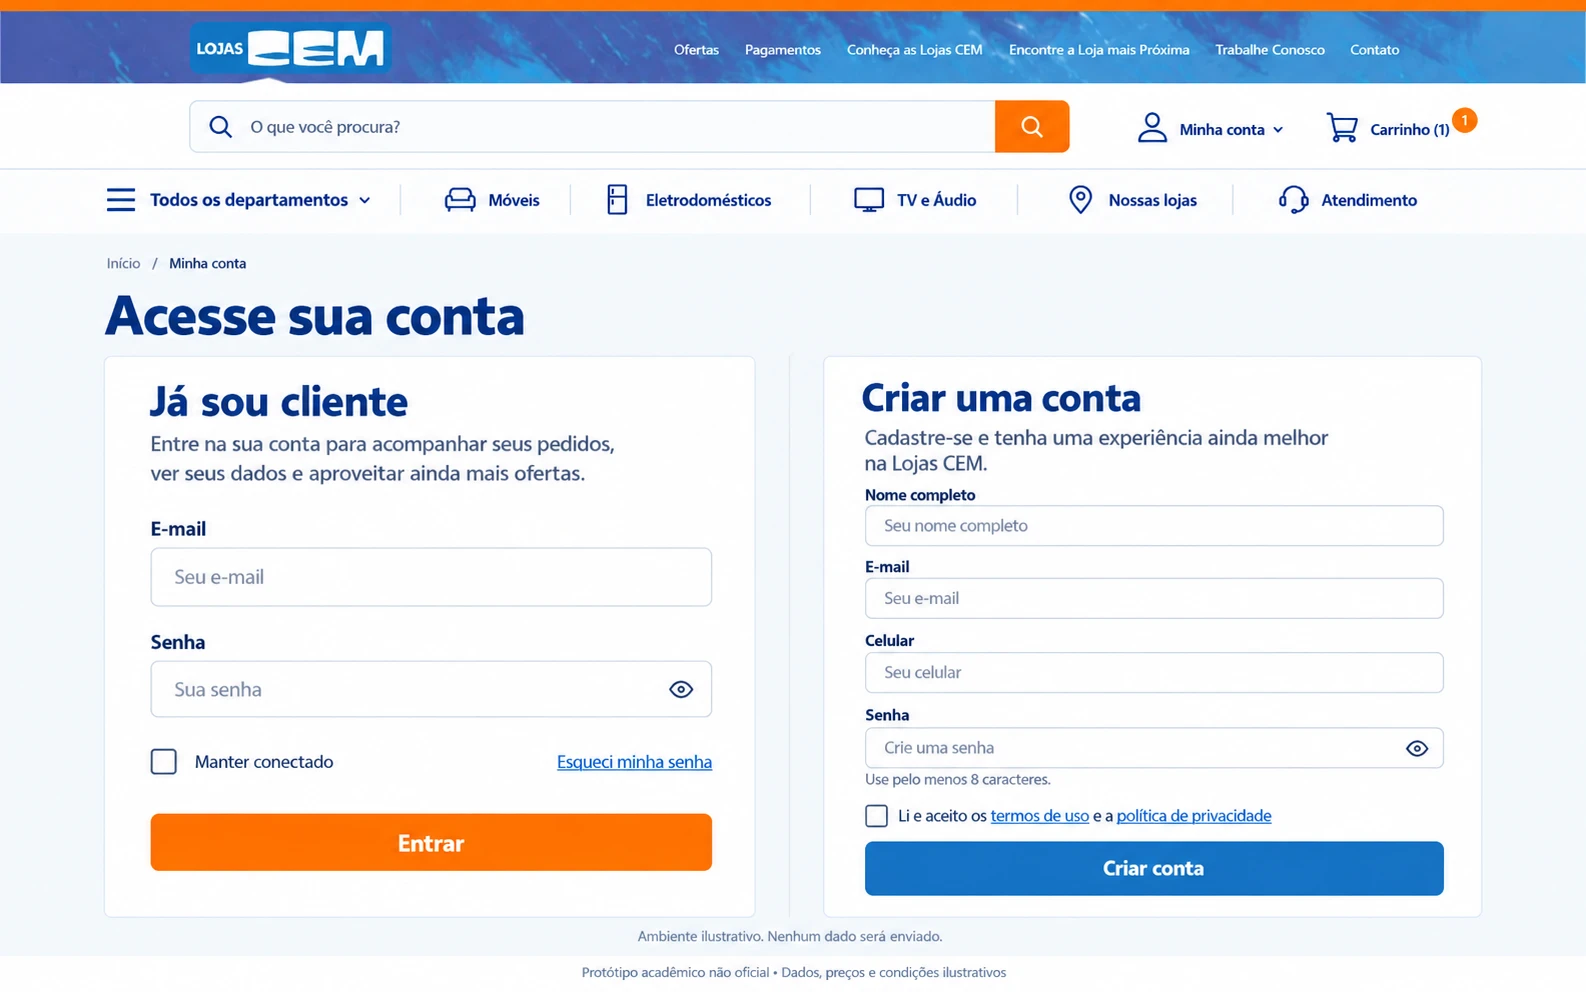 LOJAS CEM
Ofertas
Pagamentos
Conheça as Lojas CEM
Encontre a Loja mais Próxima
Trabalhe Conosco
Contato
O que você procura?
Minha conta
Carrinho (1)
1
Todos os departamentos
Móveis
Eletrodomésticos
TV e Áudio
Nossas lojas
Atendimento
Início / Minha conta
Acesse sua conta
Já sou cliente
Entre na sua conta para acompanhar seus pedidos,
ver seus dados e aproveitar ainda mais ofertas.
E-mail
Seu e-mail
Senha
Sua senha
Manter conectado
Esqueci minha senha
Entrar
Criar uma conta
Cadastre-se e tenha uma experiência ainda melhor
na Lojas CEM.
Nome completo
Seu nome completo
E-mail
Seu e-mail
Celular
Seu celular
Senha
Crie uma senha
Use pelo menos 8 caracteres.
Li e aceito os termos de uso e a política de privacidade
Criar conta
Ambiente ilustrativo. Nenhum dado será enviado.
Protótipo acadêmico não oficial • Dados, preços e condições ilustrativos